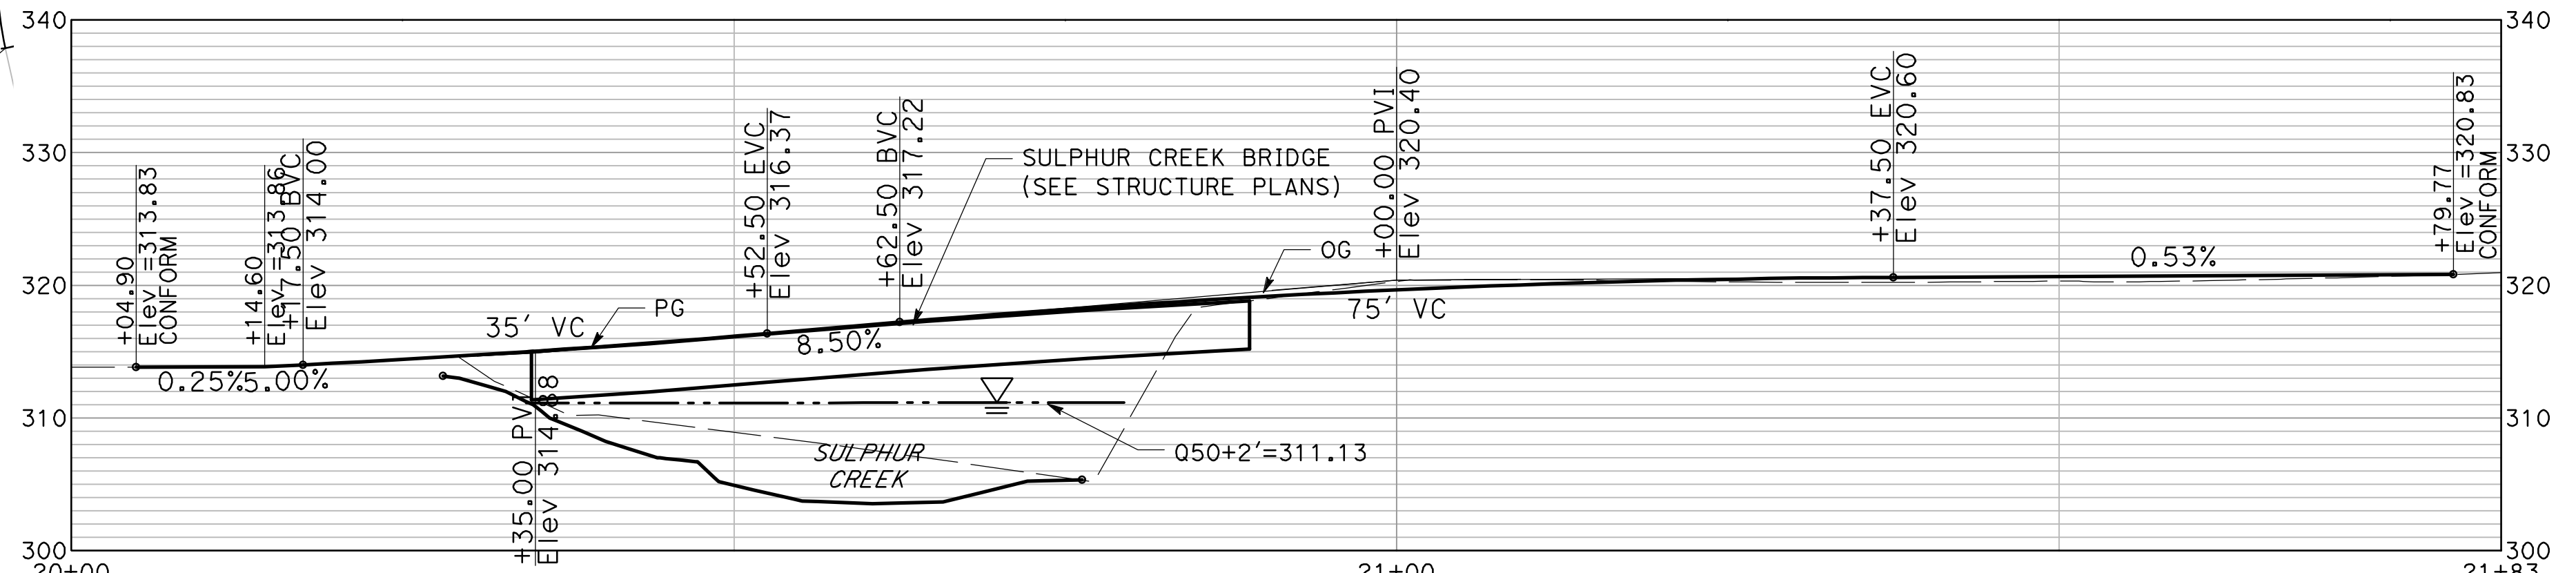 340
340
330
330
320
320
310
310
300
300
+04.90
Elev =313.83
CONFORM
+14.60
Elev =313.86
+17.50 BVC
Elev 314.00
+35.00 PVI
Elev 314.88
+52.50 EVC
Elev 316.37
+62.50 BVC
Elev 317.22
SULPHUR CREEK BRIDGE
(SEE STRUCTURE PLANS)
+00.00 PVI
Elev 320.40
+37.50 EVC
Elev 320.60
+79.77
Elev =320.83
CONFORM
OG
PG
35' VC
75' VC
0.25%
5.00%
8.50%
0.53%
Q50+2'=311.13
SULPHUR
CREEK
20+00
21+00
21+83